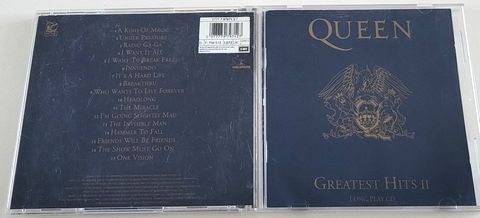 1 A Kind Of Magic
2 Under Pressure
3 Radio Ga-Ga
4 I Want It All
5 I Want To Break Free
6 Innuendo
7 It's A Hard Life
8 Breakthru
9 Who Wants To Live Forever
10 Headlong
11 The Miracle
12 I'm Going Slightly Mad
13 The Invisible Man
14 Hammer To Fall
15 Friends Will Be Friends
16 The Show Must Go On
17 One Vision
EMI
QUEEN
Greatest Hits II
Long Play CD